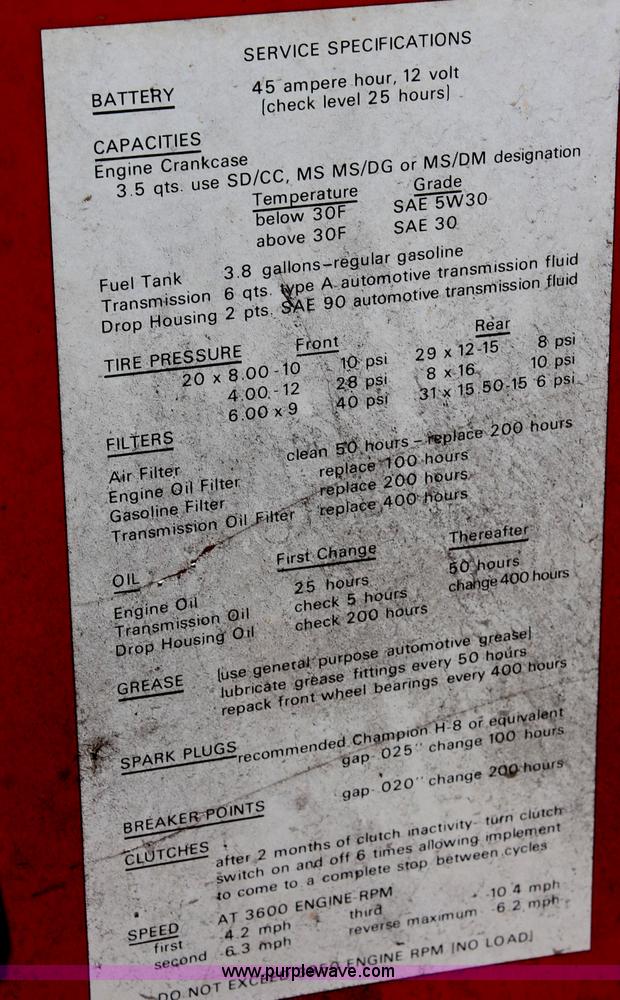 SERVICE SPECIFICATIONS
BATTERY 45 ampere hour, 12 volt
(check level 25 hours)
CAPACITIES
Engine Crankcase
3.5 qts. use SD/CC, MS MS/DG or MS/DM designation
Temperature Grade
below 30F SAE 5W30
above 30F SAE 30
Fuel Tank 3.8 gallons-regular gasoline
Transmission 6 qts. type A automotive transmission fluid
Drop Housing 2 pts. SAE 90 automotive transmission fluid
TIRE PRESSURE Front Rear
20 x 8.00-10 10 psi 29 x 12-15 8 psi
4.00-12 28 psi 8 x 16 10 psi
6.00 x 9 40 psi 31 x 15.50-15 6 psi
FILTERS
Air Filter clean 50 hours - replace 200 hours
Engine Oil Filter replace 100 hours
Gasoline Filter replace 200 hours
Transmission Oil Filter replace 400 hours
OIL First Change Thereafter
Engine Oil 25 hours 50 hours
Transmission Oil check 5 hours change 400 hours
Drop Housing Oil check 200 hours
GREASE (use general purpose automotive grease)
lubricate grease fittings every 50 hours
repack front wheel bearings every 400 hours
SPARK PLUGS recommended Champion H-8 or equivalent
gap-.025" change 100 hours
BREAKER POINTS gap-.020" change 200 hours
CLUTCHES after 2 months of clutch inactivity- turn clutch
switch on and off 6 times allowing implement
to come to a complete stop between cycles
SPEED AT 3600 ENGINE RPM
first 4.2 mph third 10.4 mph
second 6.3 mph reverse maximum 6.2 mph
DO NOT EXCEED ENGINE RPM (NO LOAD)
www.purplewave.com